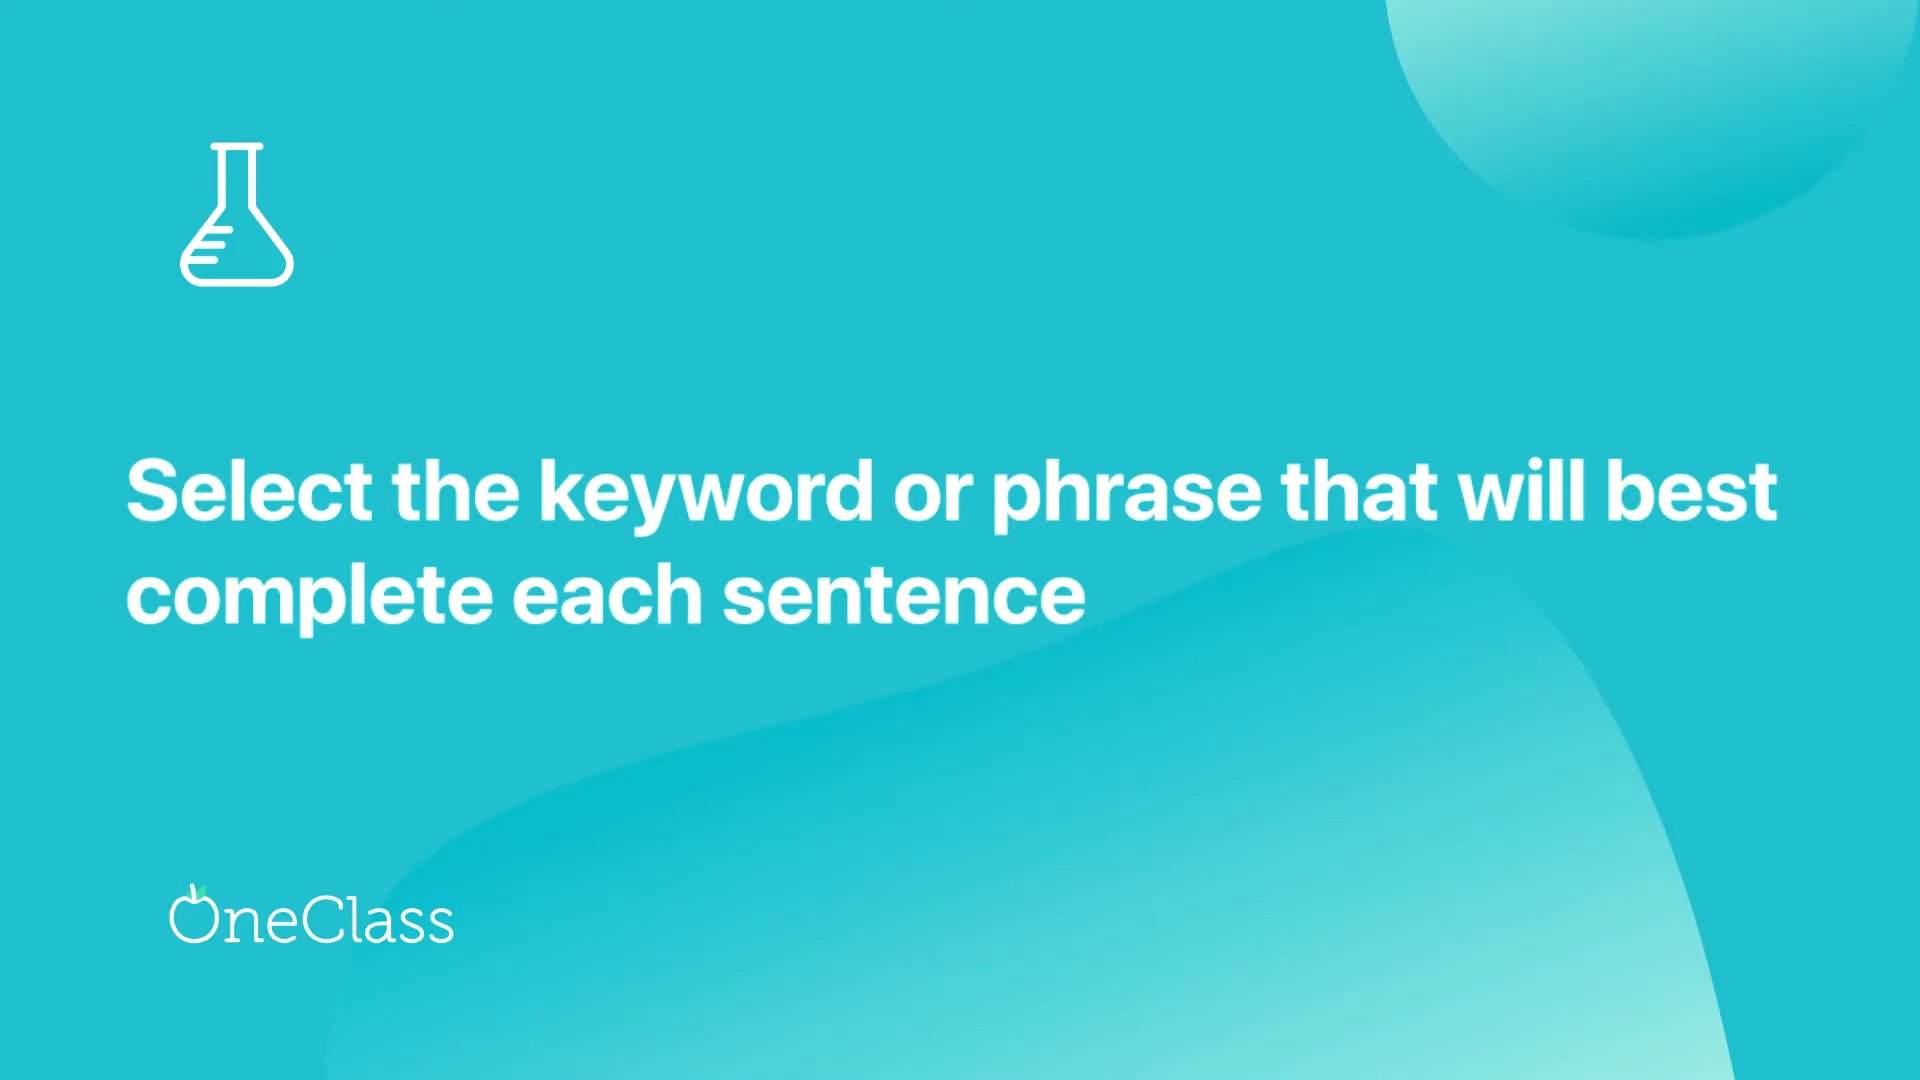 Select the keyword or phrase that will best
complete each sentence
OneClass